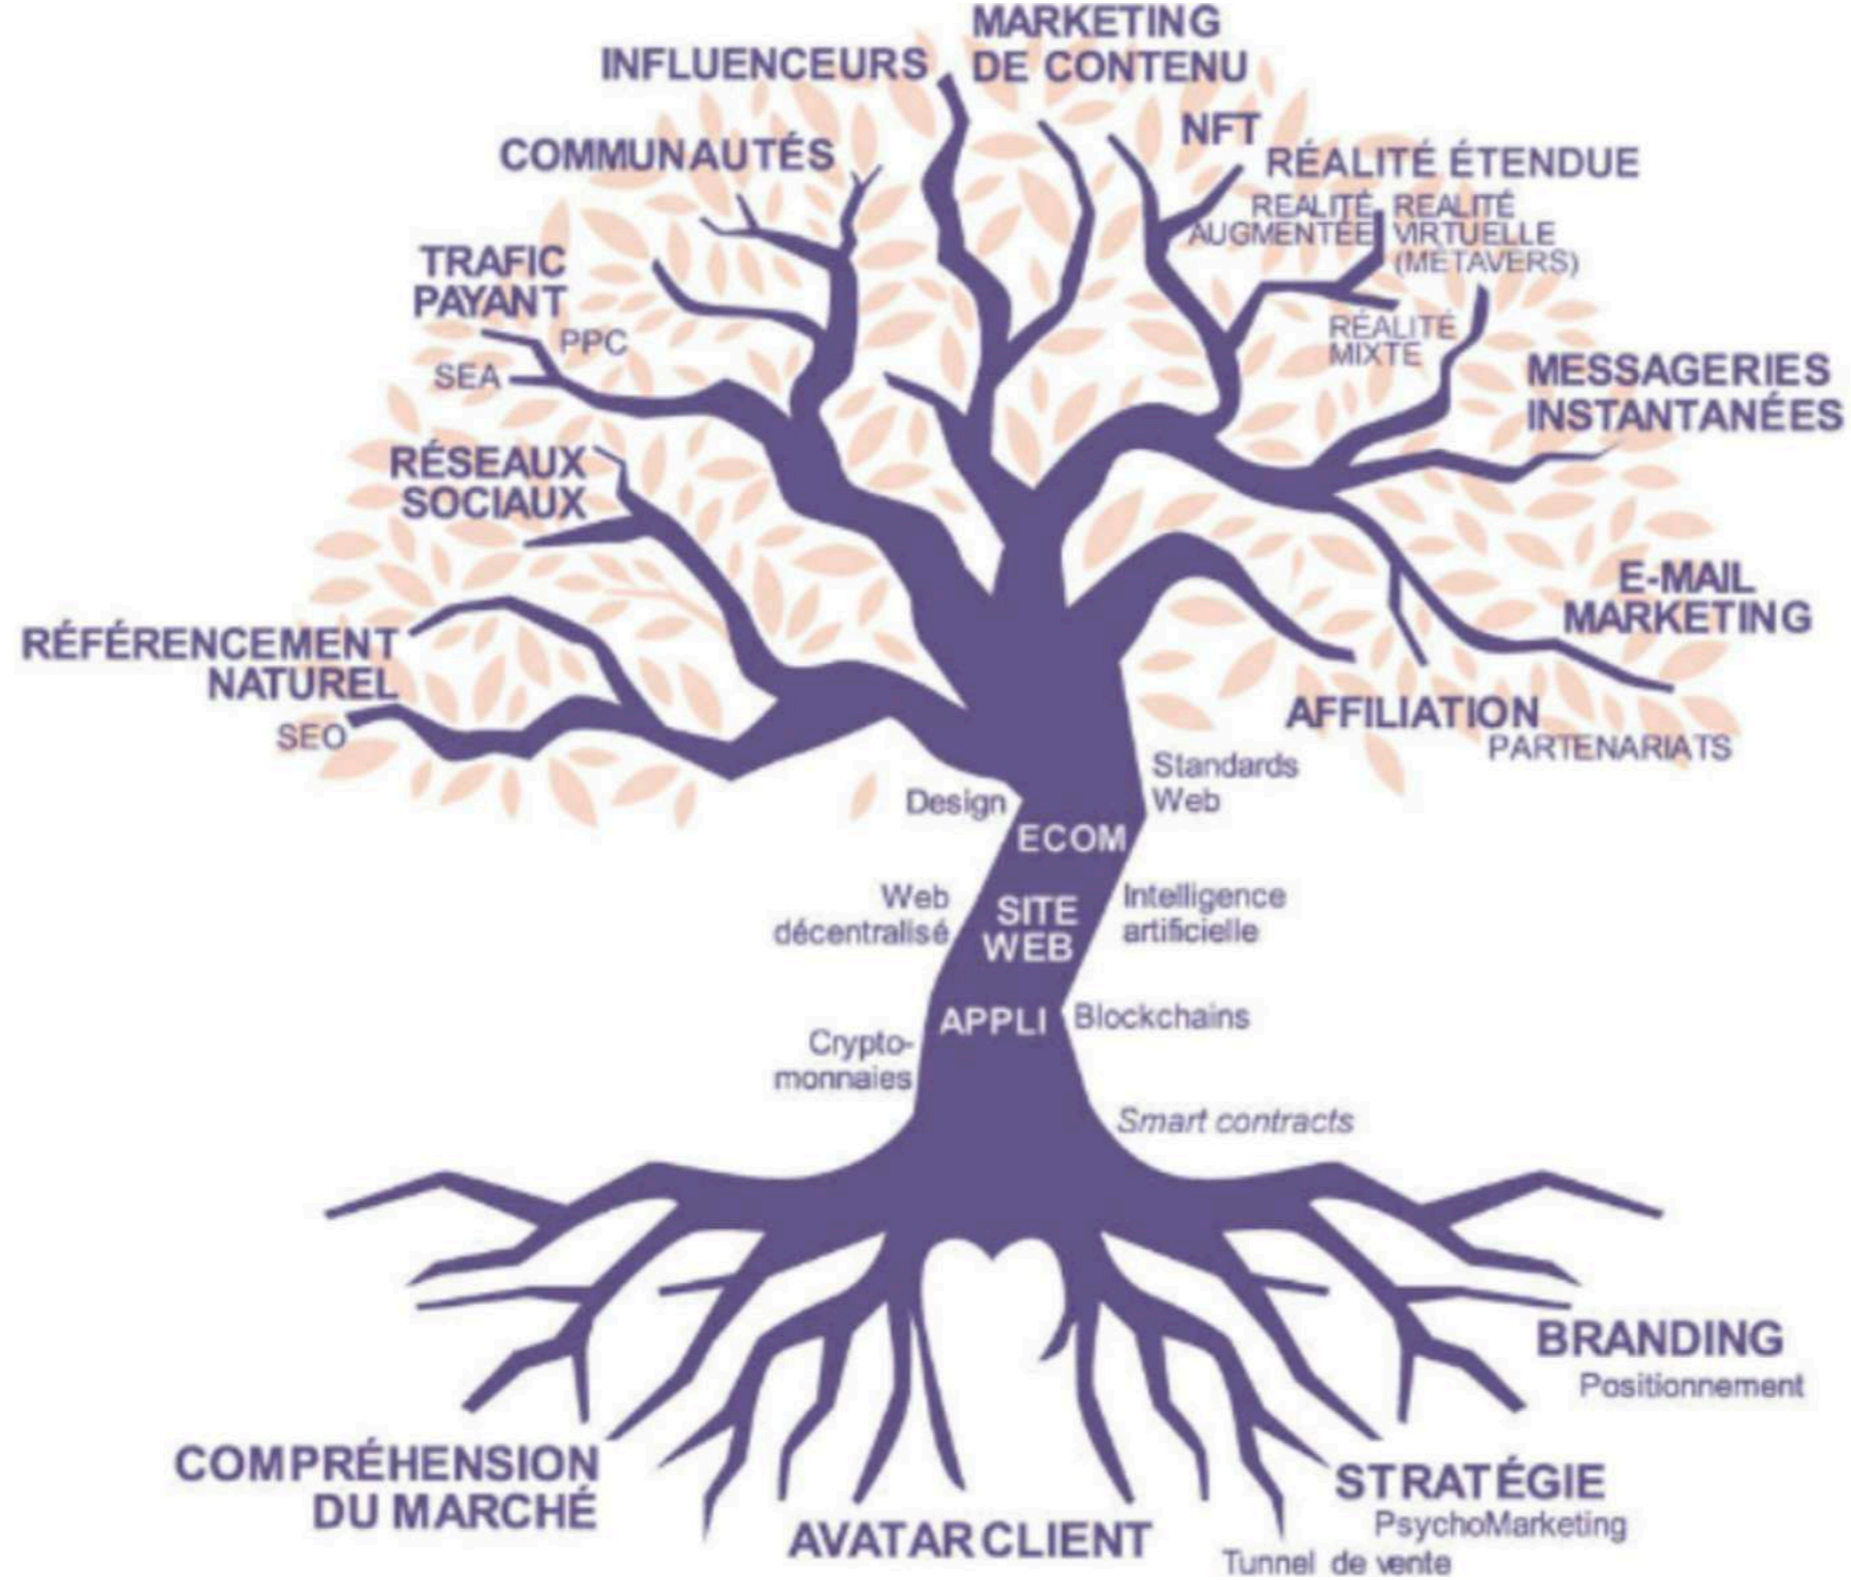 MARKETING
DE CONTENU
INFLUENCEURS
COMMUNAUTÉS
NFT
RÉALITÉ ÉTENDUE
REALITÉ
AUGMENTÉE
REALITÉ
VIRTUELLE
(METAVERS)
RÉALITÉ
MIXTE
TRAFIC
PAYANT
PPC
SEA
MESSAGERIES
INSTANTANÉES
RÉSEAUX
SOCIAUX
E-MAIL
MARKETING
RÉFÉRENCEMENT
NATUREL
SEO
AFFILIATION
PARTENARIATS
Standards
Web
Design
ECOM
Web
décentralisé
SITE
WEB
Intelligence
artificielle
APPLI
Blockchains
Crypto-
monnaies
Smart contracts
BRANDING
Positionnement
COMPRÉHENSION
DU MARCHÉ
STRATÉGIE
PsychoMarketing
AVATAR CLIENT
Tunnel de vente